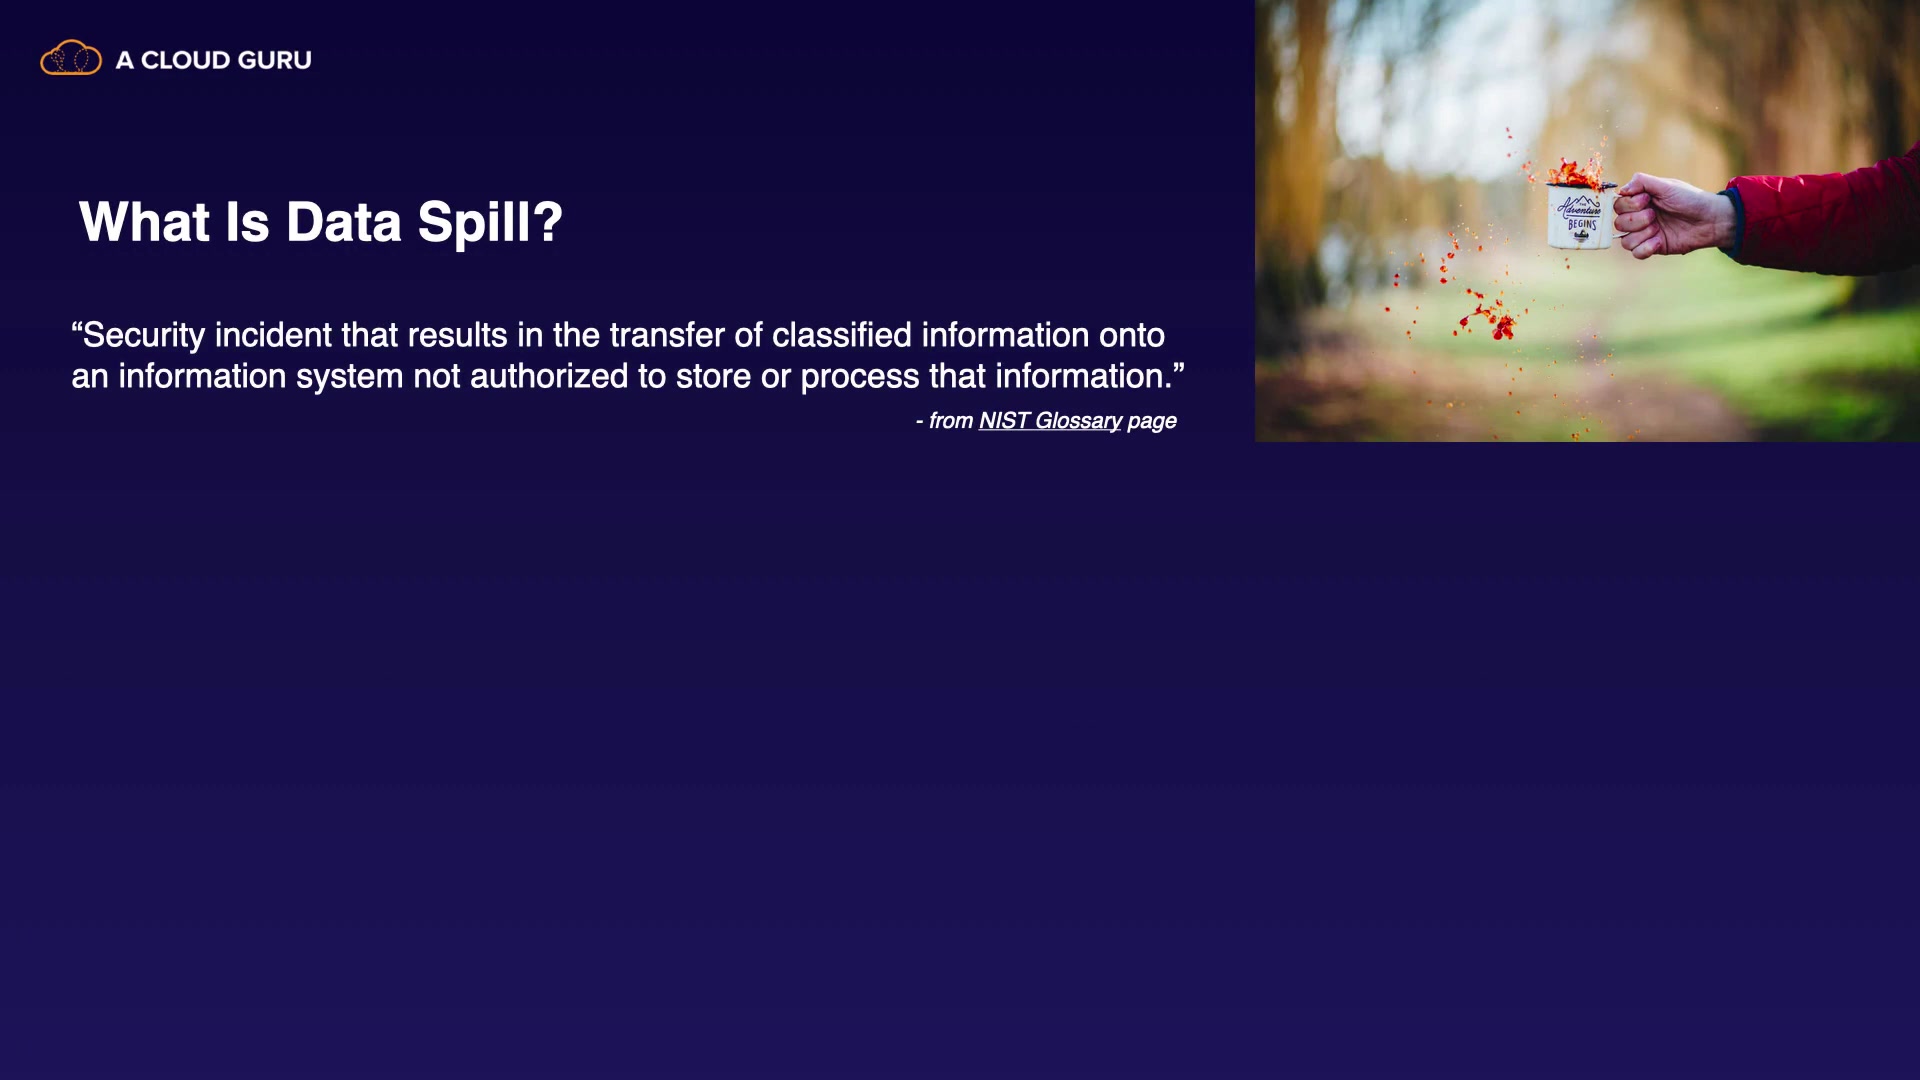 A CLOUD GURU
What Is Data Spill?
“Security incident that results in the transfer of classified information onto
an information system not authorized to store or process that information.”
- from NIST Glossary page
THE
Adventure
BEGINS